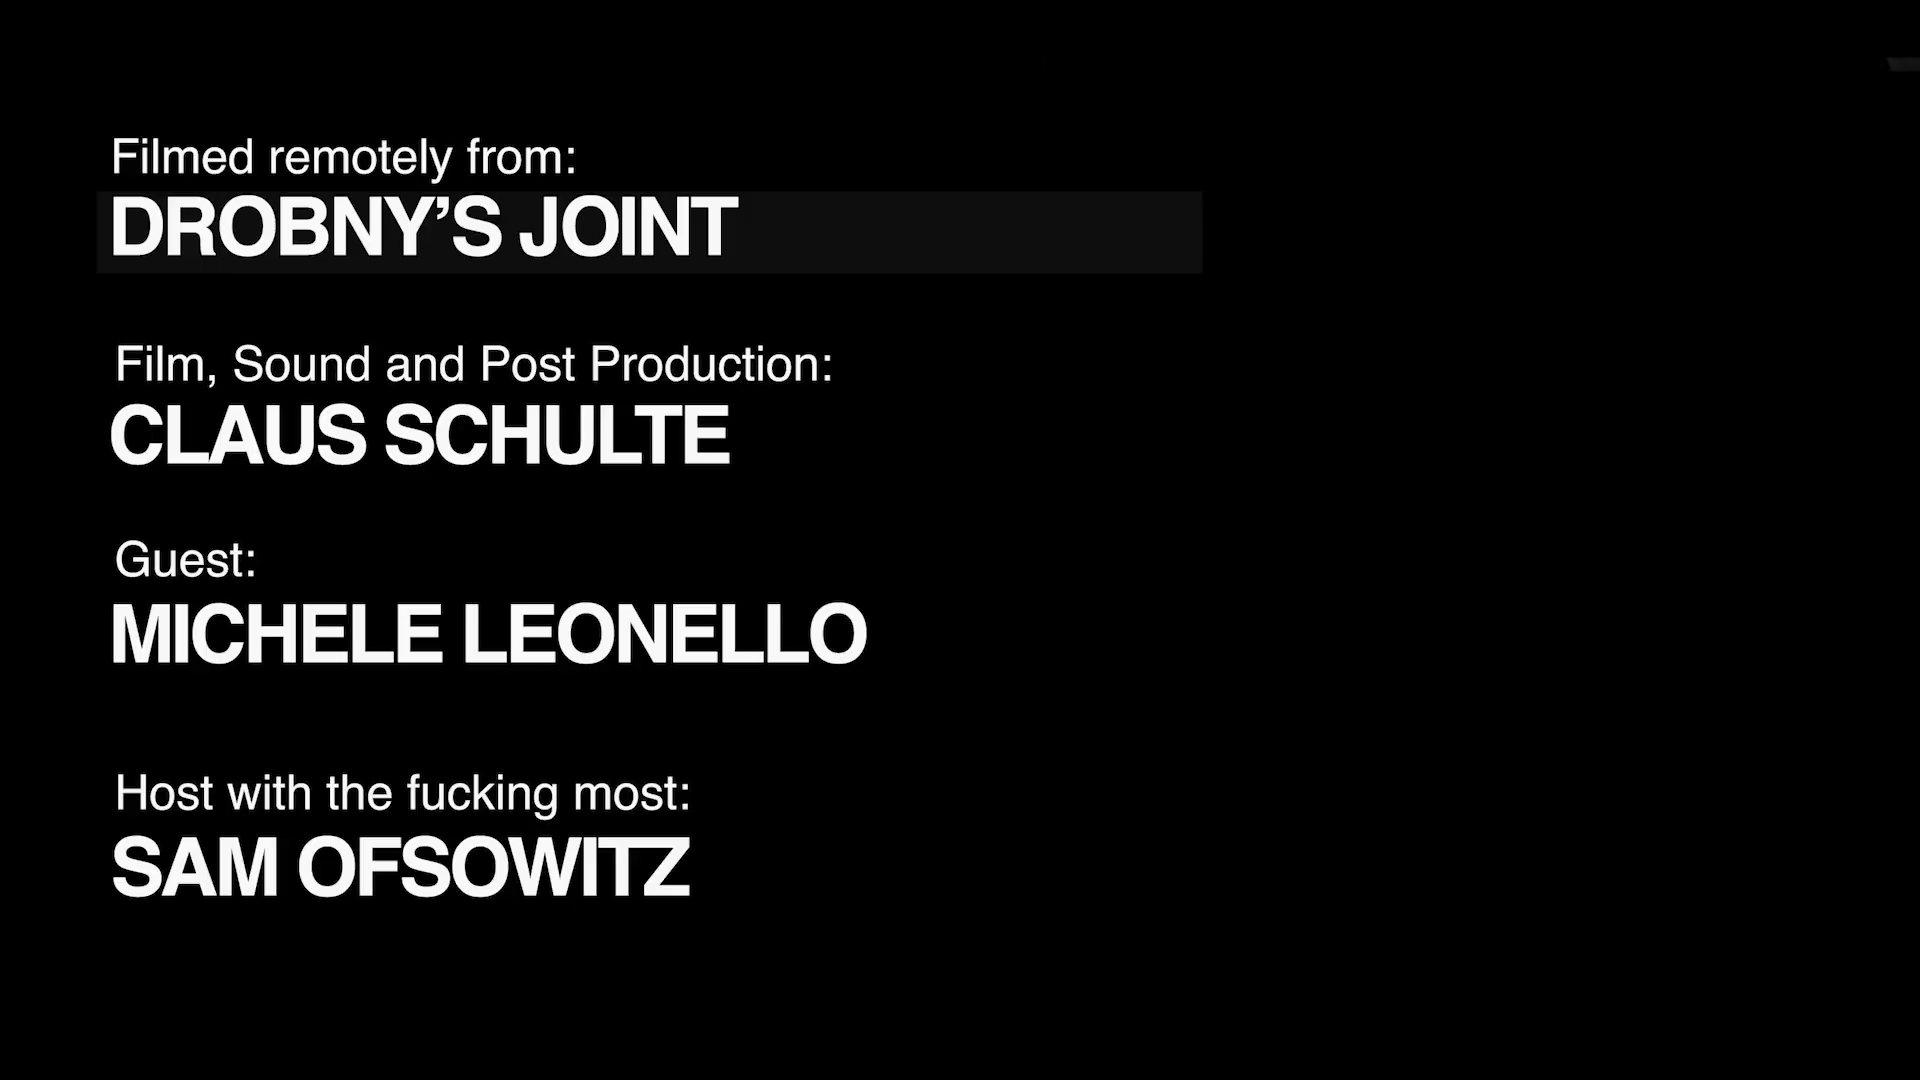 Filmed remotely from:
DROBNY’S JOINT
Film, Sound and Post Production:
CLAUS SCHULTE
Guest:
MICHELE LEONELLO
Host with the fucking most:
SAM OFSOWITZ